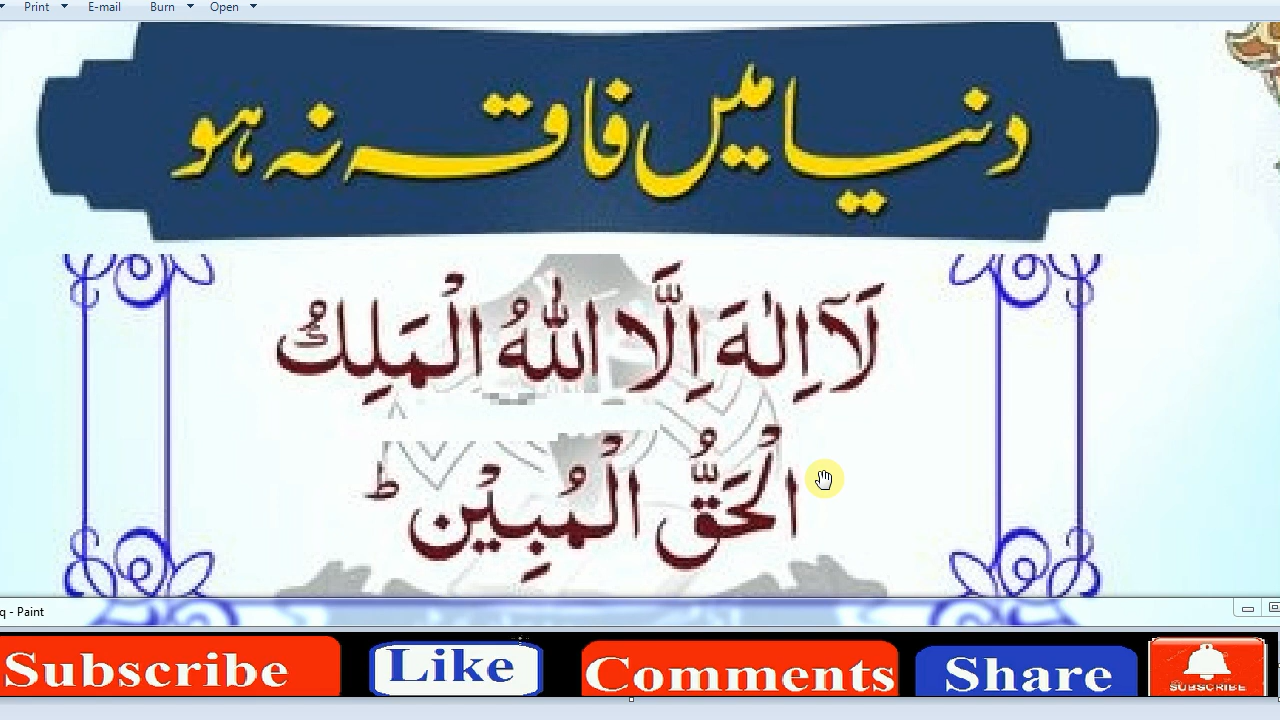 Print E-mail Burn Open
دنیا میں فاقہ نہ ہو
لَآ اِلٰهَ اِلَّا اللّٰهُ الْمَلِكُ
الْحَقُّ الْمُبِيْن ؕ
q - Paint
Subscribe Like Comments Share SUBSCRIBE